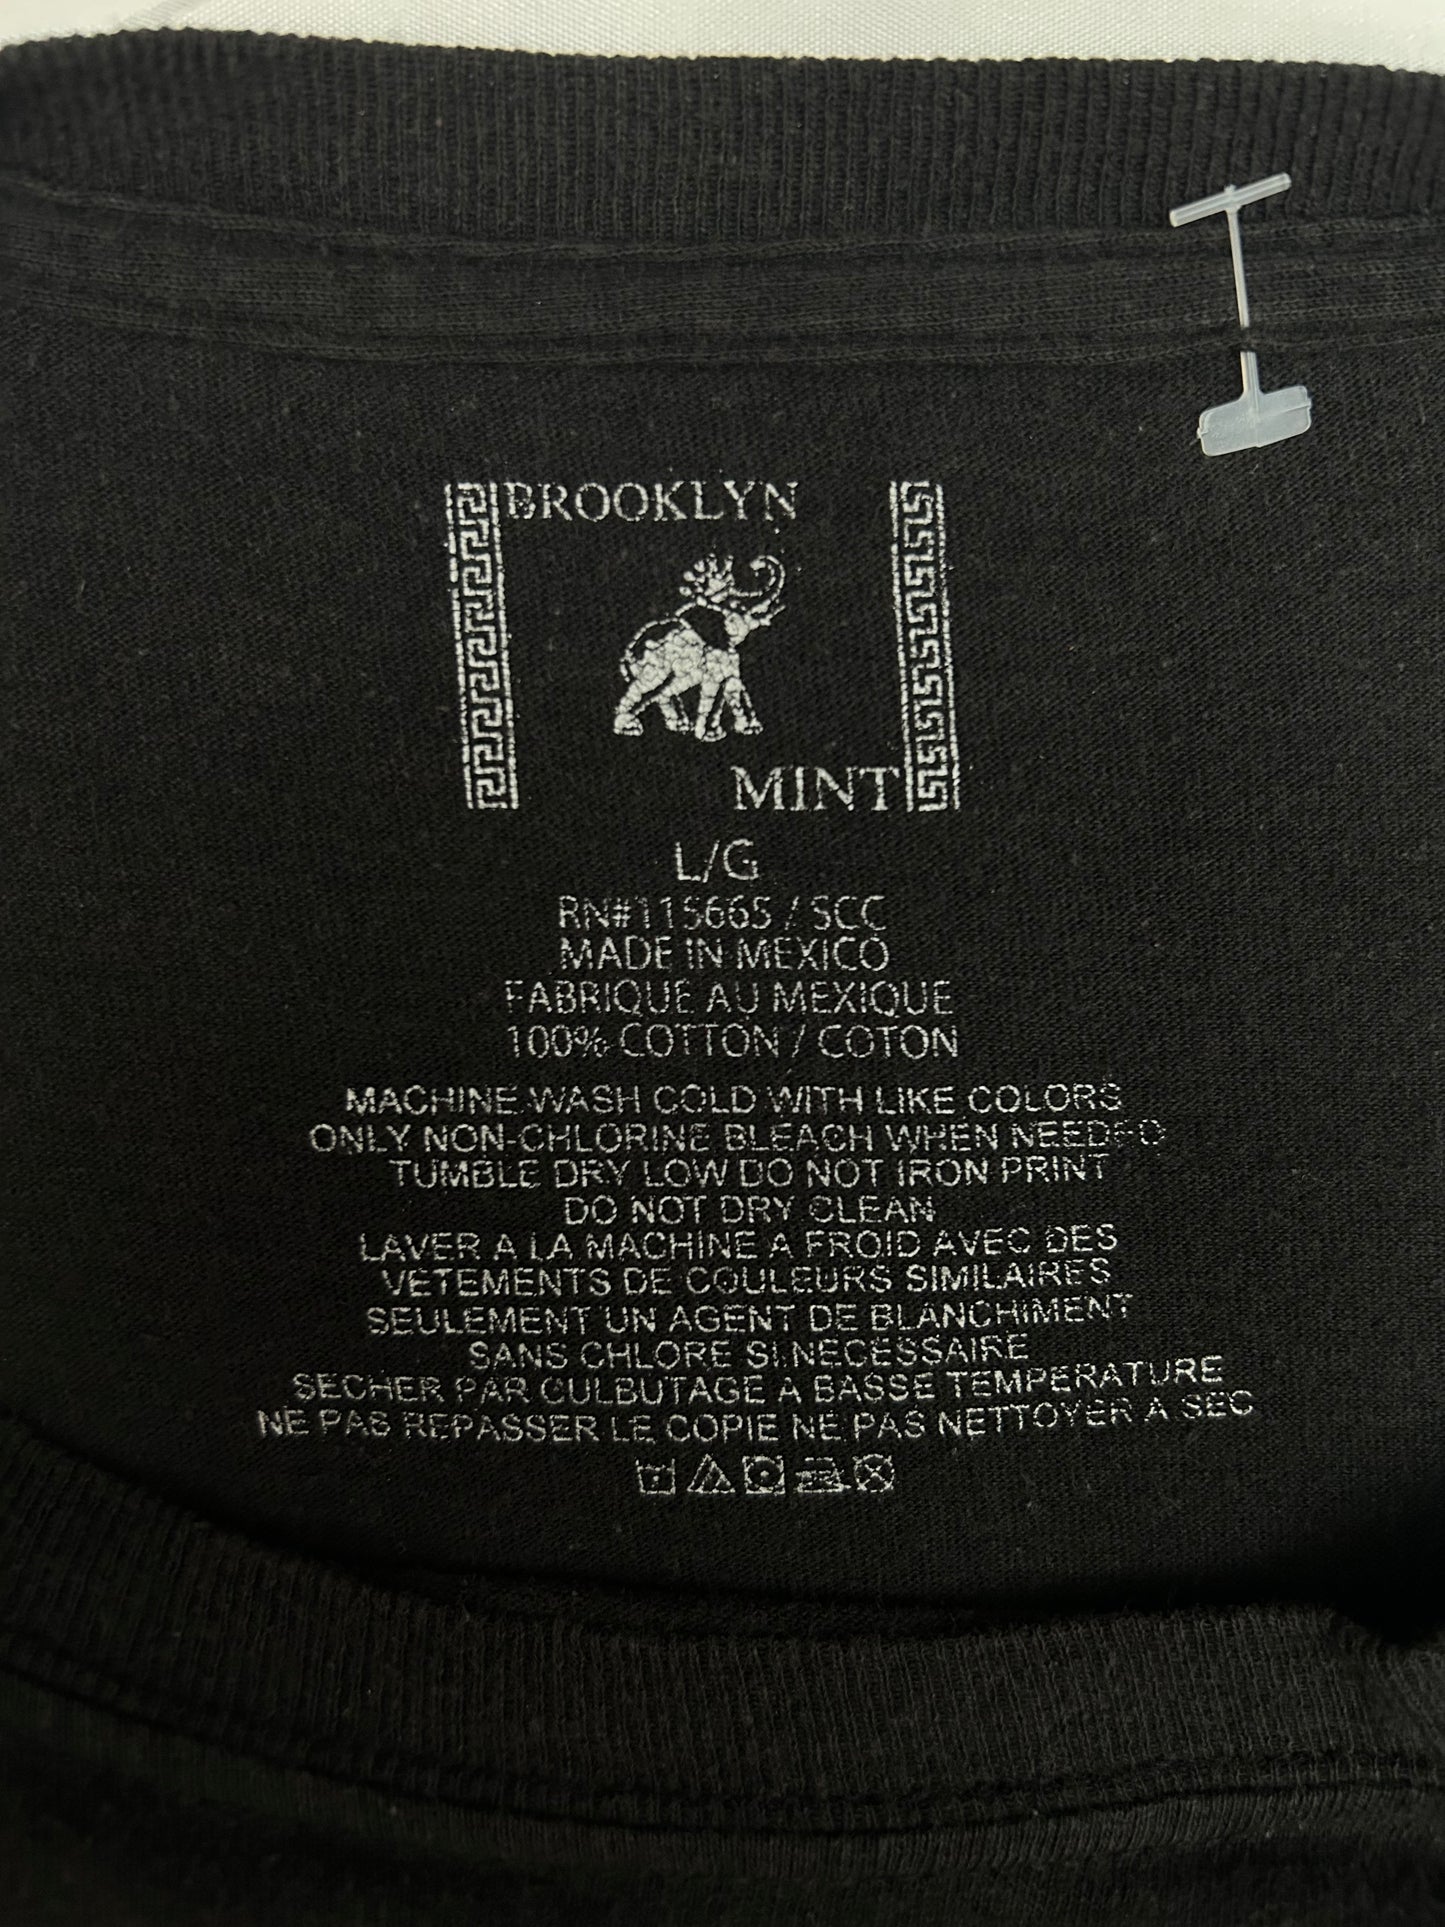 BROOKLYN
MINT
L/G
RN#115665 / SCC
MADE IN MEXICO
FABRIQUE AU MEXIQUE
100% COTTON / COTON
MACHINE WASH COLD WITH LIKE COLORS
ONLY NON-CHLORINE BLEACH WHEN NEEDED
TUMBLE DRY LOW DO NOT IRON PRINT
DO NOT DRY CLEAN
LAVER A LA MACHINE A FROID AVEC DES
VETEMENTS DE COULEURS SIMILAIRES
SEULEMENT UN AGENT DE BLANCHIMENT
SANS CHLORE SI NECESSAIRE
SECHER PAR CULBUTAGE A BASSE TEMPERATURE
NE PAS REPASSER LE COPIE NE PAS NETTOYER A SEC